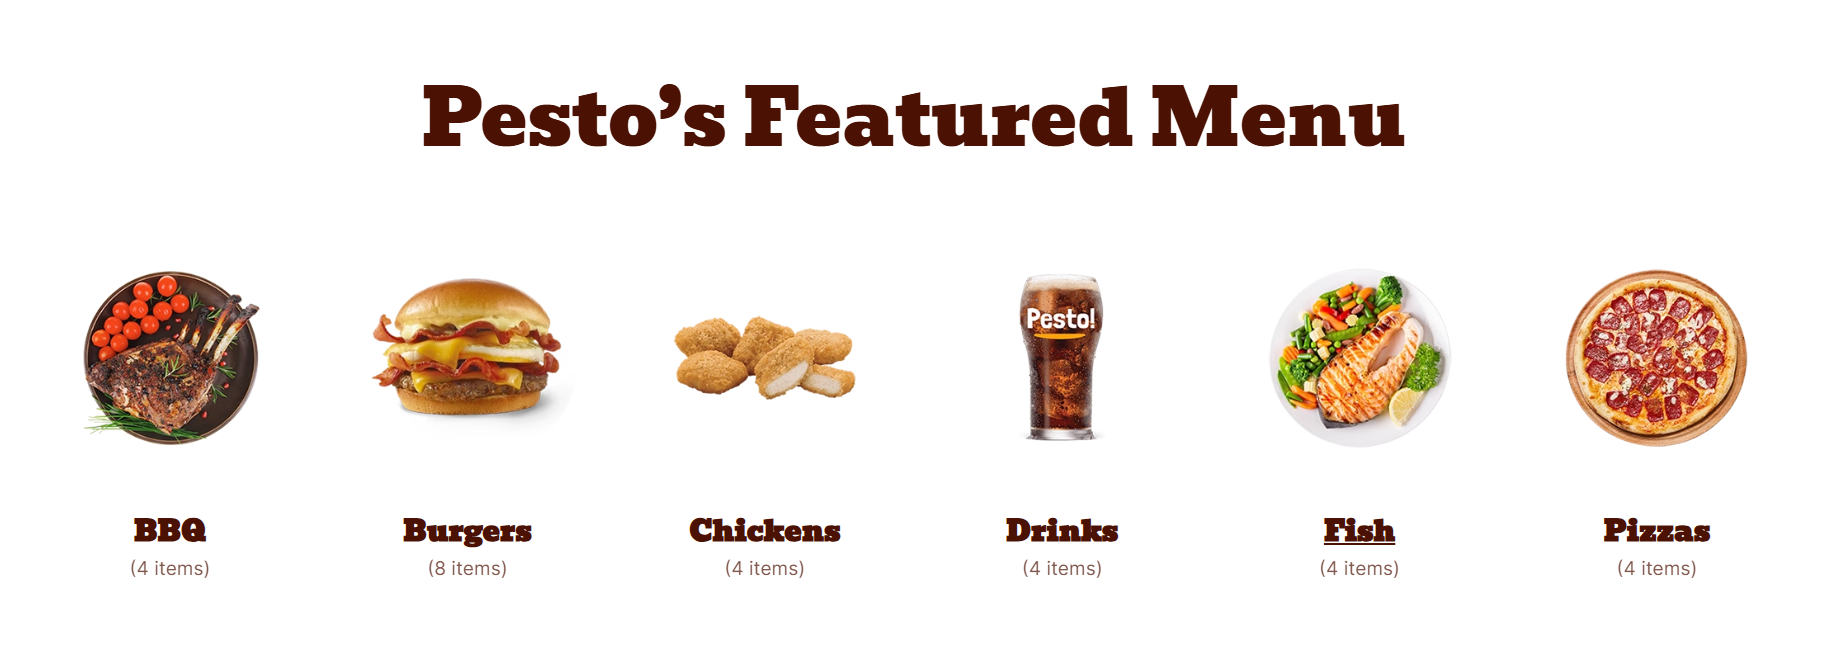 Pesto’s Featured Menu
Pesto!
BBQ
(4 items)
Burgers
(8 items)
Chickens
(4 items)
Drinks
(4 items)
Fish
(4 items)
Pizzas
(4 items)